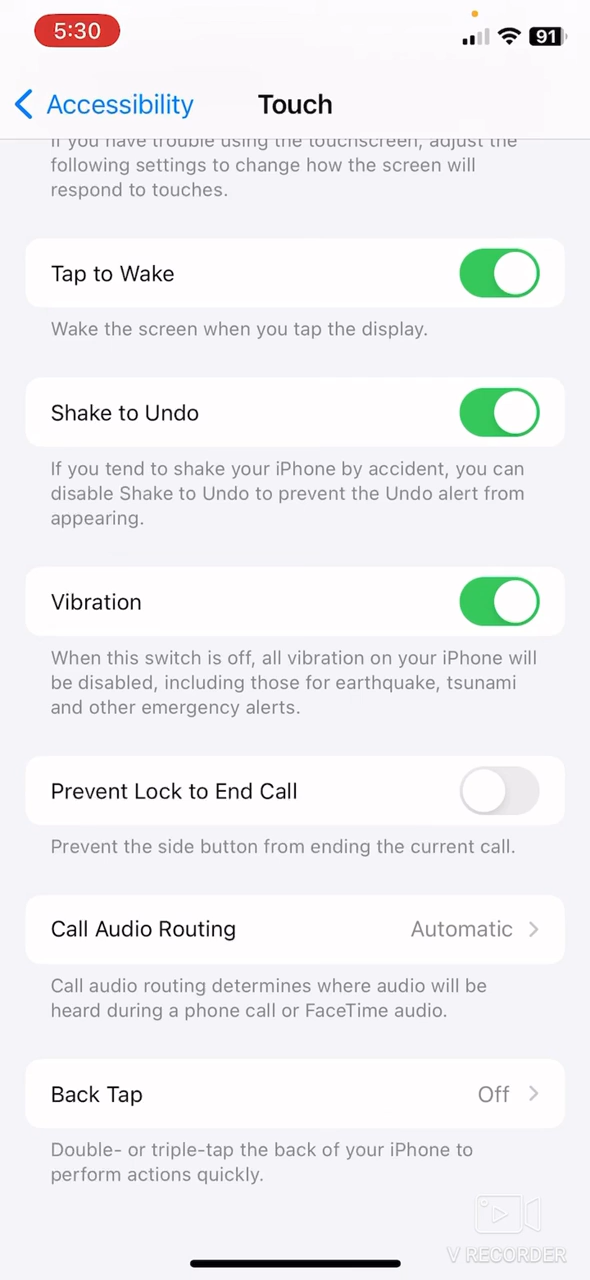 5:30
91
Accessibility
Touch
If you have trouble using the touchscreen, adjust the
following settings to change how the screen will
respond to touches.
Tap to Wake
Wake the screen when you tap the display.
Shake to Undo
If you tend to shake your iPhone by accident, you can
disable Shake to Undo to prevent the Undo alert from
appearing.
Vibration
When this switch is off, all vibration on your iPhone will
be disabled, including those for earthquake, tsunami
and other emergency alerts.
Prevent Lock to End Call
Prevent the side button from ending the current call.
Call Audio Routing
Automatic
Call audio routing determines where audio will be
heard during a phone call or FaceTime audio.
Back Tap
Off
Double- or triple-tap the back of your iPhone to
perform actions quickly.
V RECORDER